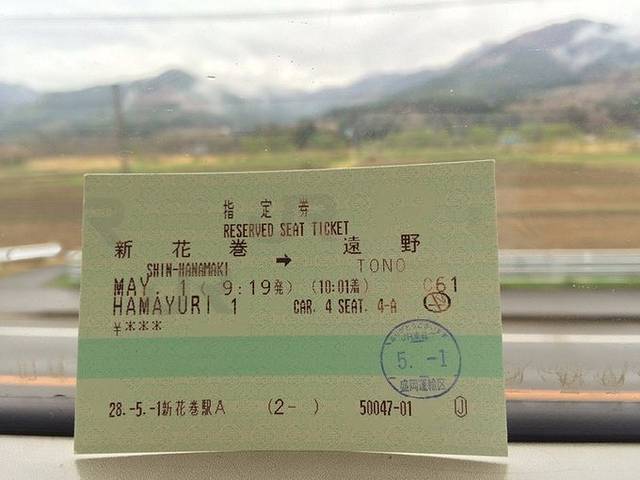 指定券
RESERVED SEAT TICKET
新花巻 → 遠野
SHIN-HANAMAKI TONO
MAY. 1 ( 9:19発) (10:01着) C61
HAMAYURI 1 CAR. 4 SEAT. 4-A
¥***
5. -1
盛岡運輸区
28.-5.-1新花巻駅A (2- ) 50047-01